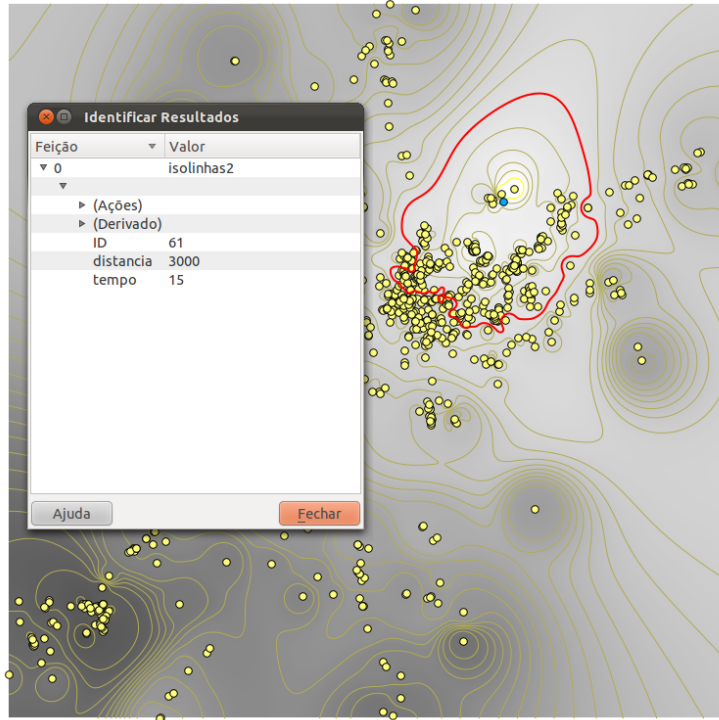 Identificar Resultados
Feição Valor
0 isolinhas2
(Ações)
(Derivado)
ID 61
distancia 3000
tempo 15
Ajuda Fechar